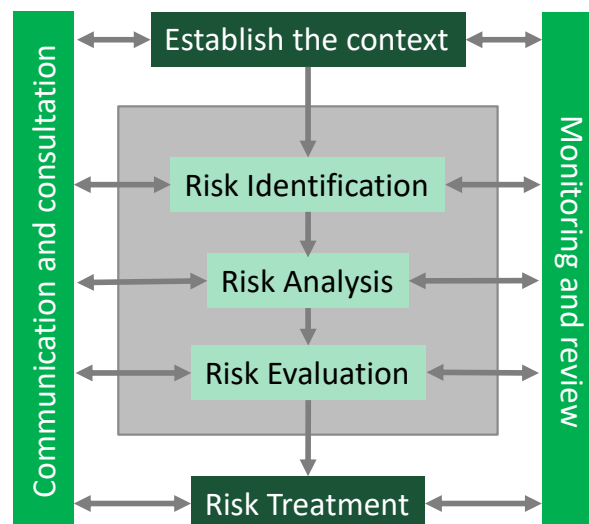 Establish the context
Communication and consultation
Risk Identification
Risk Analysis
Risk Evaluation
Risk Treatment
Monitoring and review